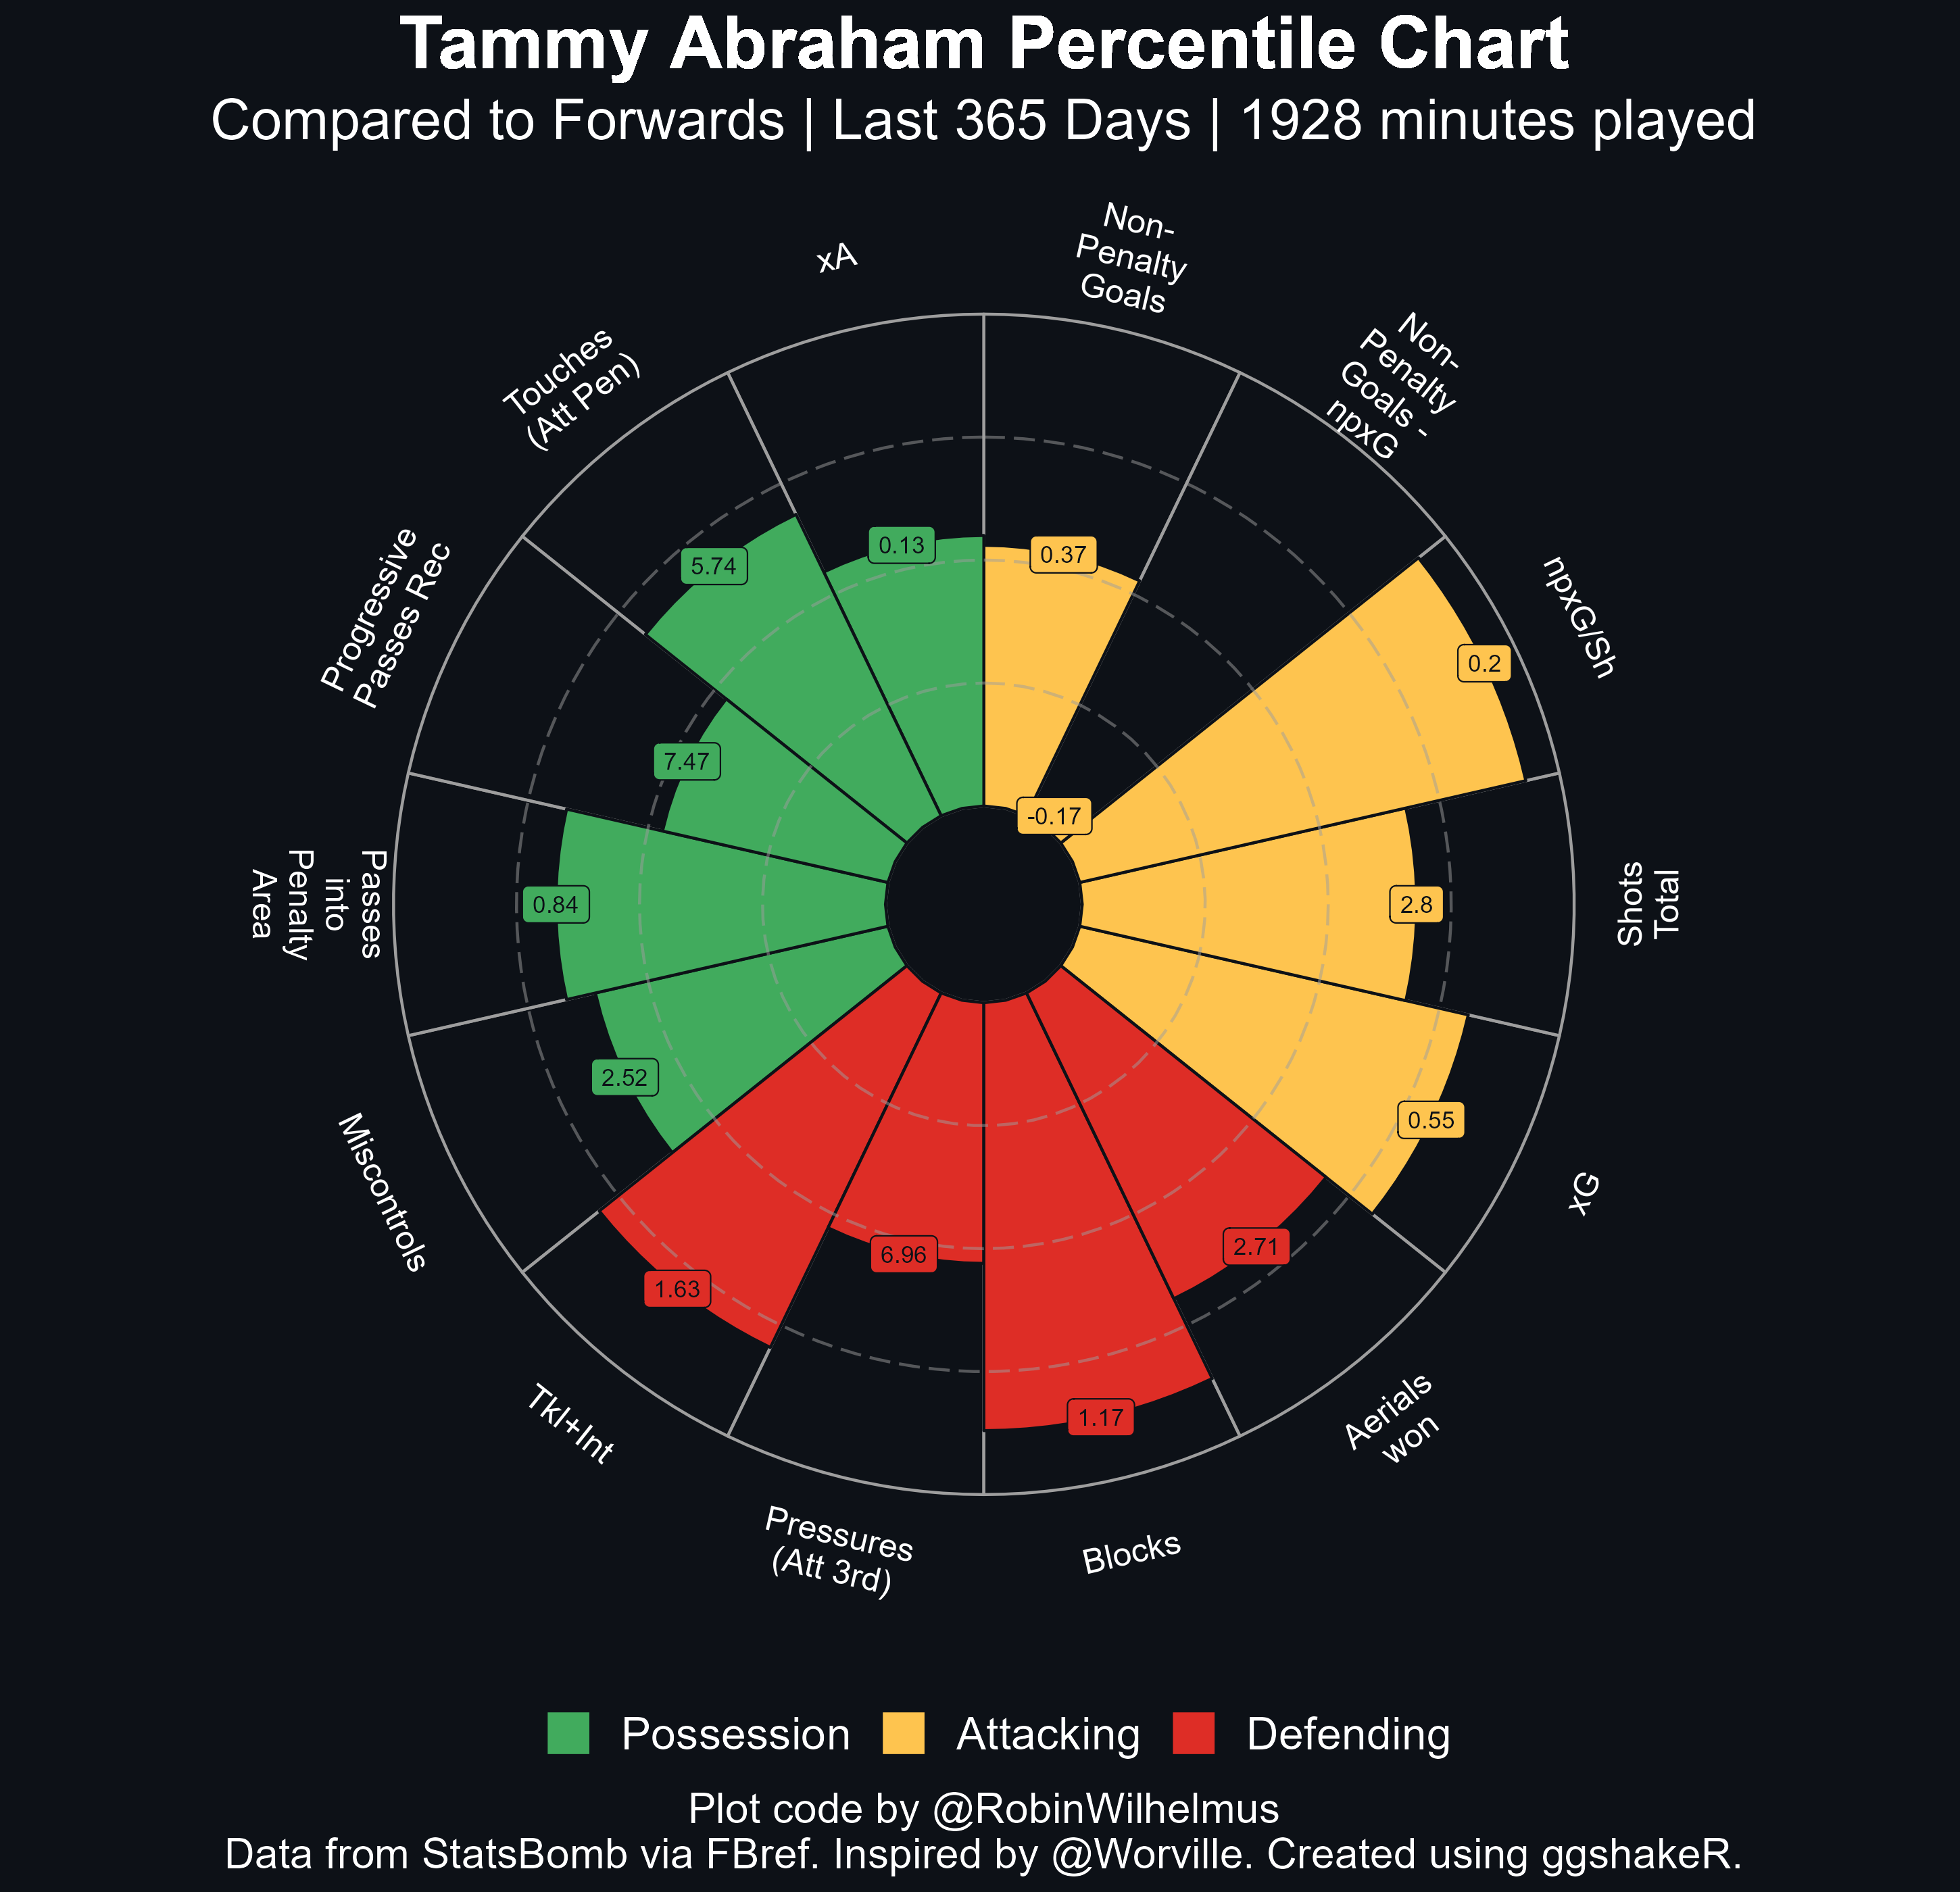 Tammy Abraham Percentile Chart
Compared to Forwards | Last 365 Days | 1928 minutes played
Non-
Penalty
Goals
0.37
Non-
Penalty
Goals -
npxG
-0.17
npxG/Sh
0.2
Shots
Total
2.8
xG
0.55
Aerials
won
2.71
Blocks
1.17
Pressures
(Att 3rd)
6.96
Tkl+Int
1.63
Miscontrols
2.52
Passes
into
Penalty
Area
0.84
Progressive
Passes Rec
7.47
Touches
(Att Pen)
5.74
xA
0.13
Possession
Attacking
Defending
Plot code by @RobinWilhelmus
Data from StatsBomb via FBref. Inspired by @Worville. Created using ggshakeR.